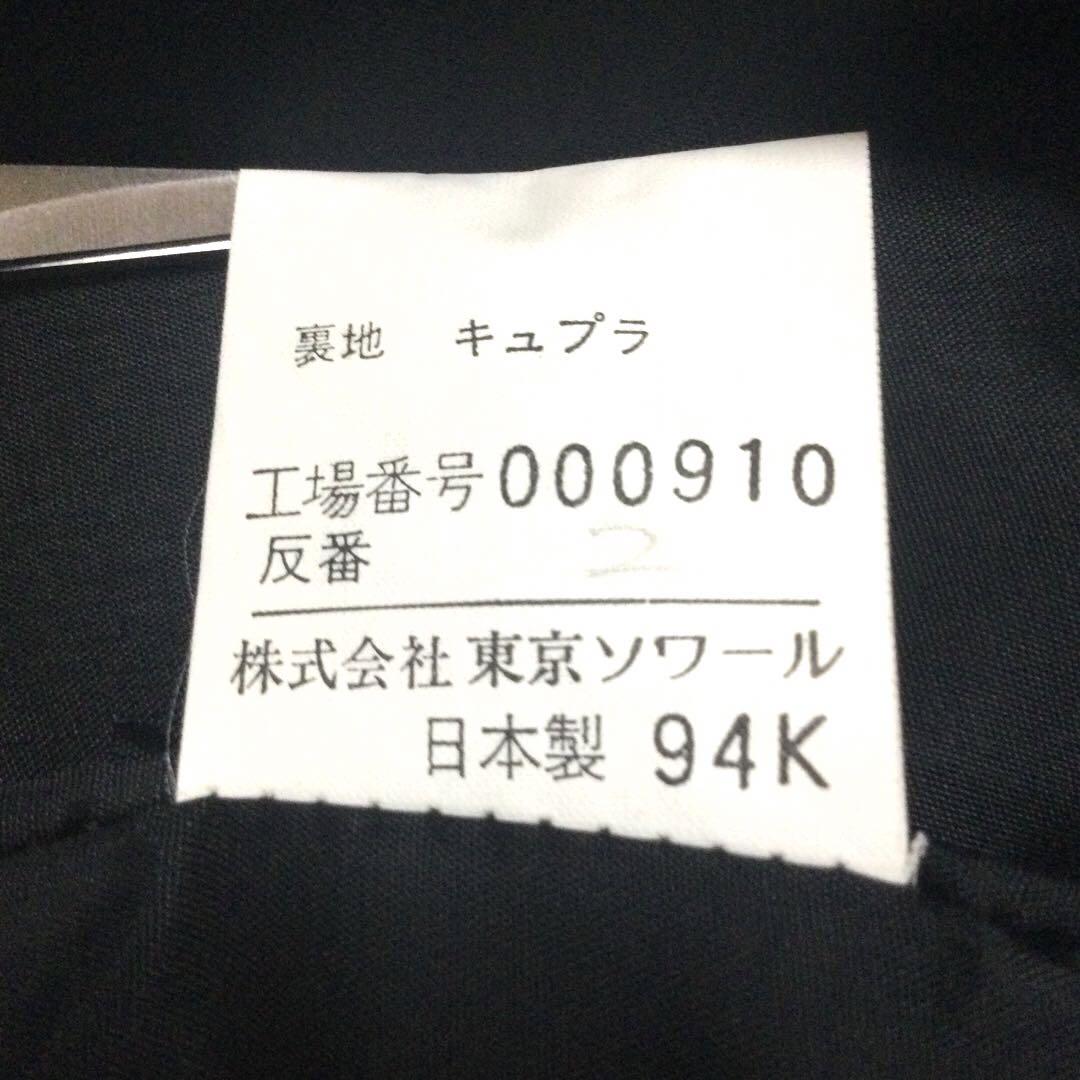 裏地 キュプラ
工場番号000910
反番 2
株式会社東京ソワール
日本製 94K